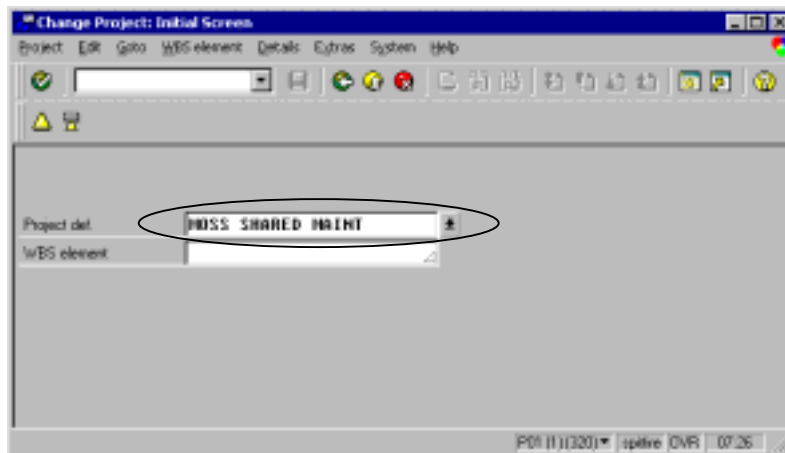 Change Project: Initial Screen
Project Edit Goto WBS element Details Extras System Help
Project def. MOSS SHARED MAINT
WBS element
P01 (1) (320) spitfire OVR 07:26